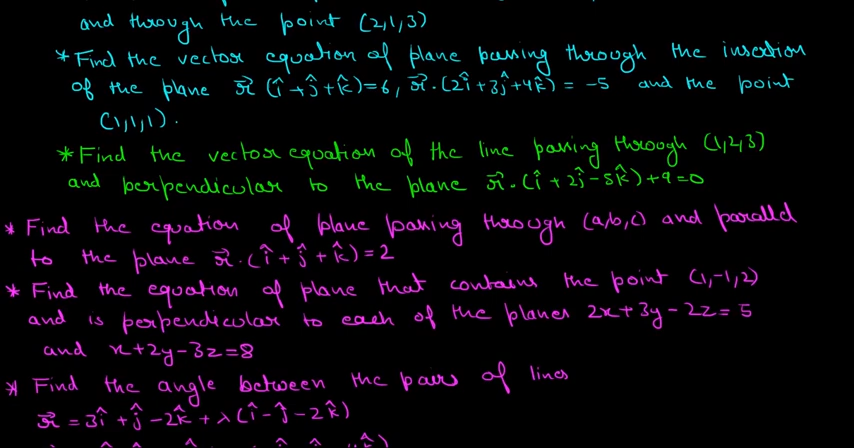 and through the point (2,1,3)
* Find the vector equation of plane passing through the insertion
of the plane r⃗ (î + ĵ + k̂) = 6, r⃗ · (2î + 3ĵ + 4k̂) = -5 and the point
(1,1,1).
* Find the vector equation of the line passing through (1,2,3)
and perpendicular to the plane r⃗ · (î + 2ĵ - 5k̂) + 9 = 0
* Find the equation of plane passing through (a,b,c) and parallel
to the plane r⃗ · (î + ĵ + k̂) = 2
* Find the equation of plane that contains the point (1,-1,2)
and is perpendicular to each of the planes 2x + 3y - 2z = 5
and x + 2y - 3z = 8
* Find the angle between the pairs of lines
r⃗ = 3î + ĵ - 2k̂ + λ(î - ĵ - 2k̂)